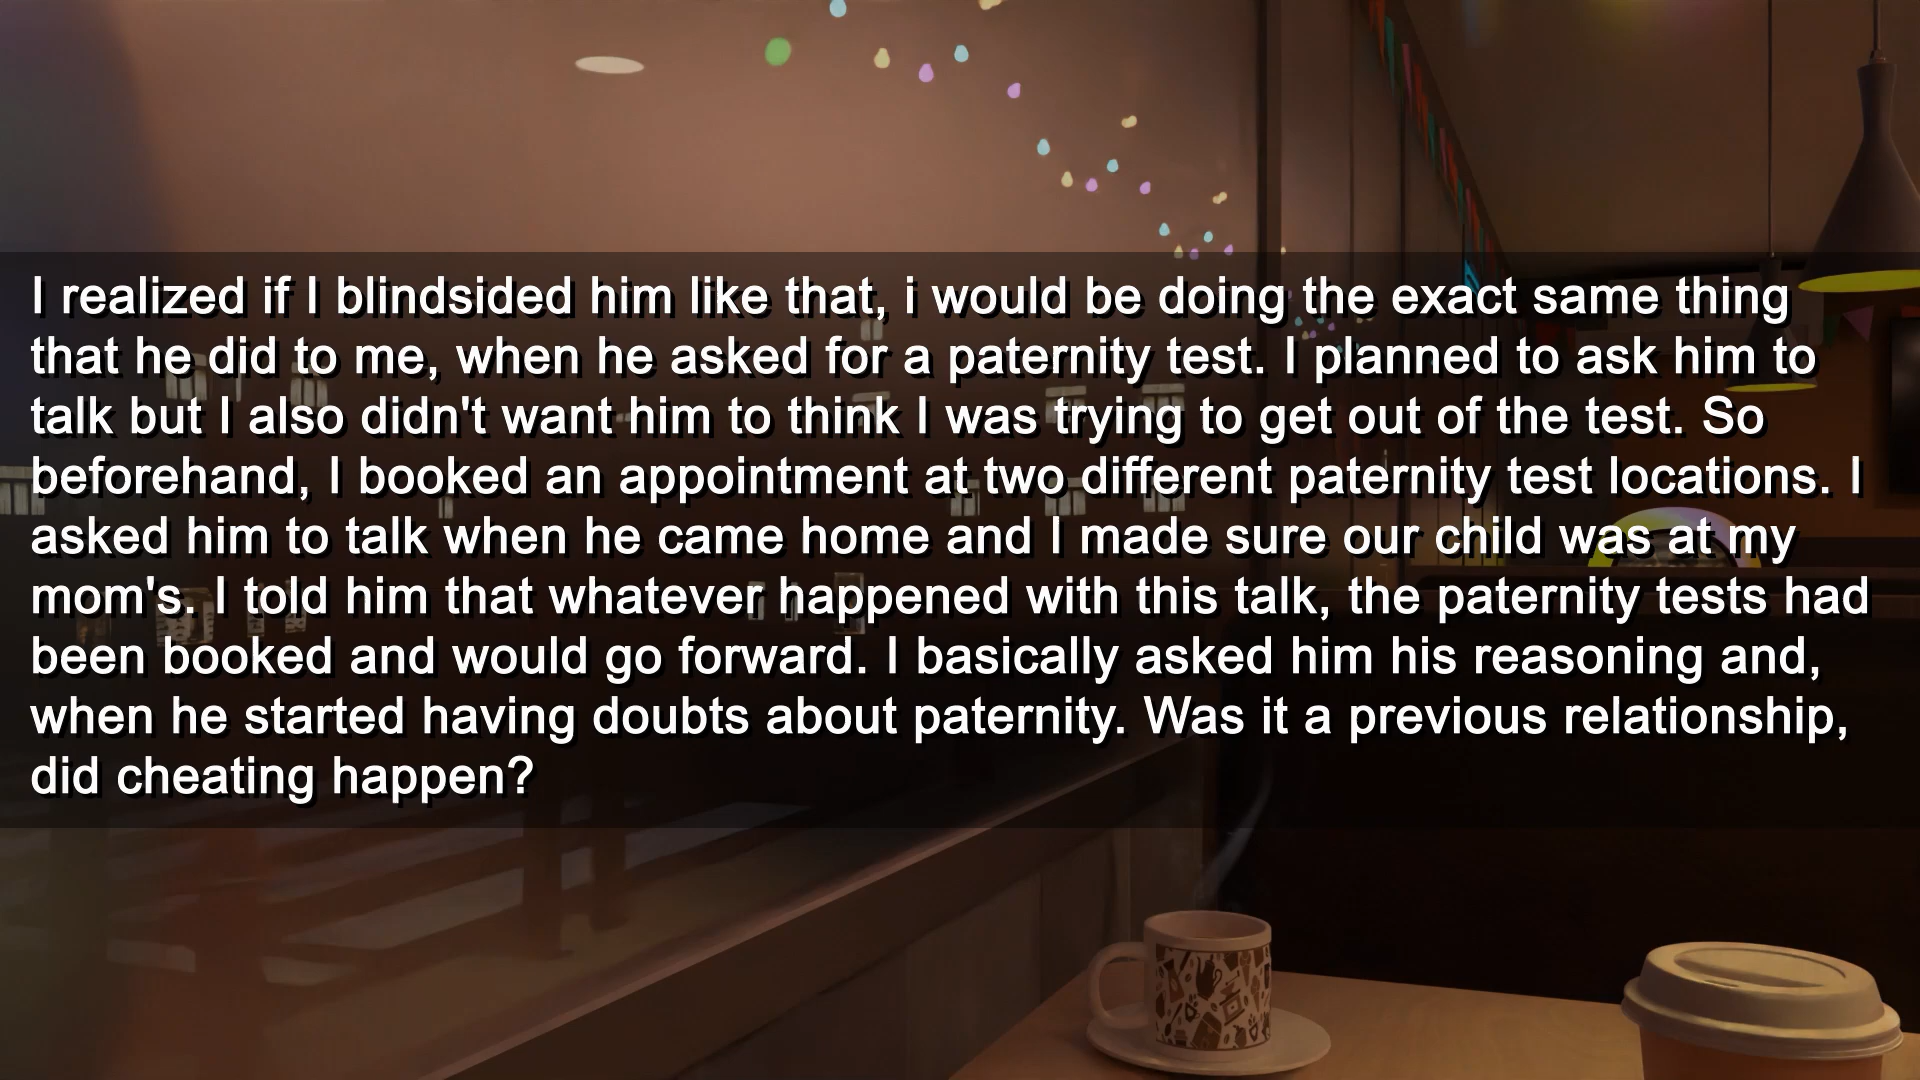 I realized if I blindsided him like that, i would be doing the exact same thing
that he did to me, when he asked for a paternity test. I planned to ask him to
talk but I also didn't want him to think I was trying to get out of the test. So
beforehand, I booked an appointment at two different paternity test locations. I
asked him to talk when he came home and I made sure our child was at my
mom's. I told him that whatever happened with this talk, the paternity tests had
been booked and would go forward. I basically asked him his reasoning and,
when he started having doubts about paternity. Was it a previous relationship,
did cheating happen?